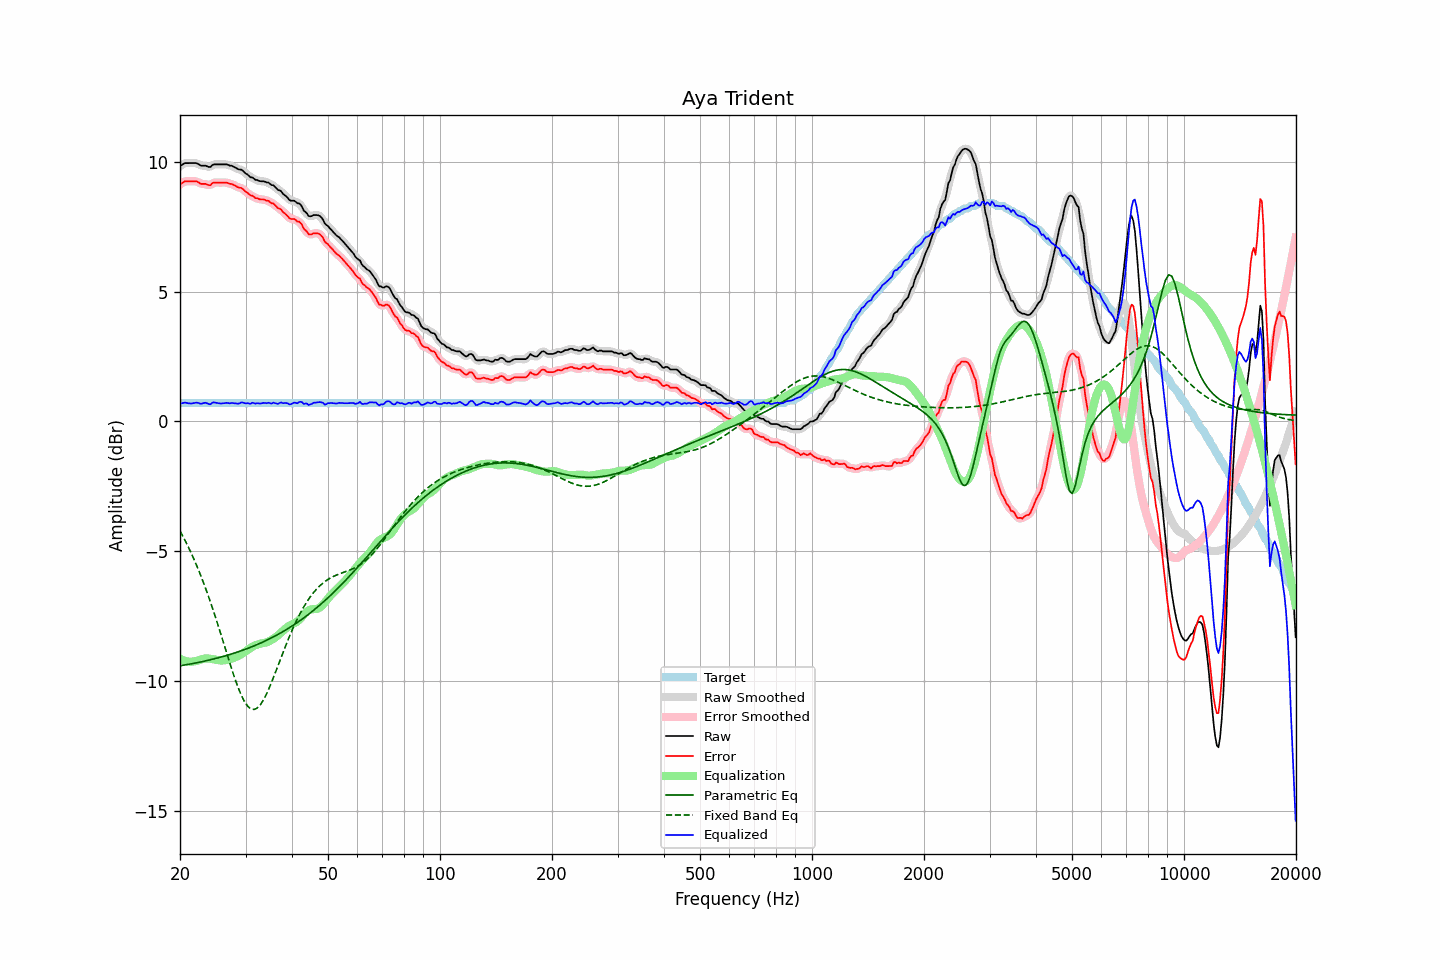 Aya Trident
Amplitude (dBr)
10
5
0
−5
−10
−15
Target
Raw Smoothed
Error Smoothed
Raw
Error
Equalization
Parametric Eq
Fixed Band Eq
Equalized
20 50 100 200 500 1000 2000 5000 10000 20000
Frequency (Hz)